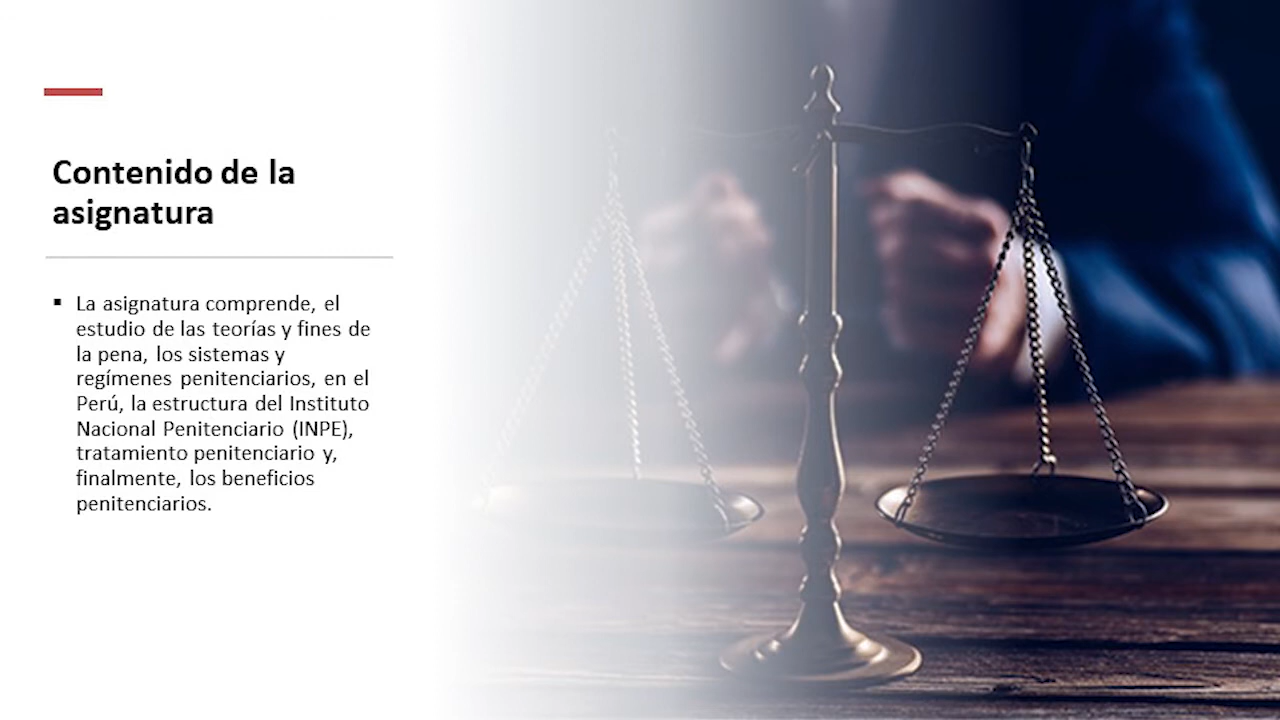 Contenido de la
asignatura
▪ La asignatura comprende, el
estudio de las teorías y fines de
la pena, los sistemas y
regímenes penitenciarios, en el
Perú, la estructura del Instituto
Nacional Penitenciario (INPE),
tratamiento penitenciario y,
finalmente, los beneficios
penitenciarios.